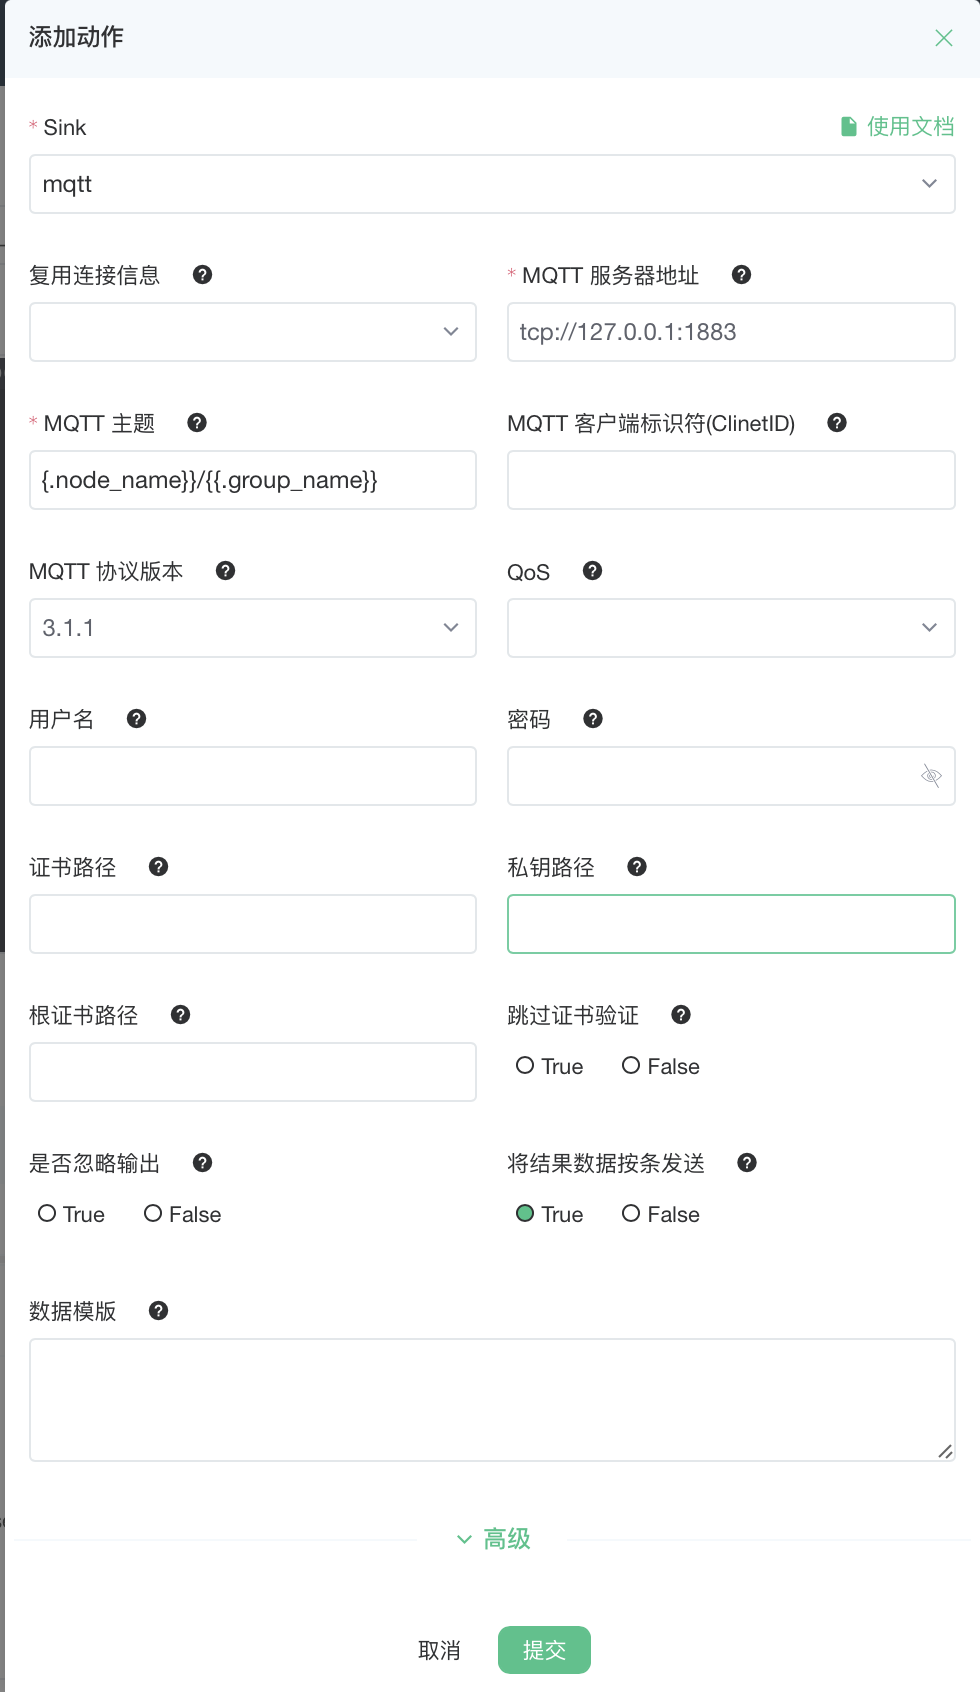 添加动作
* Sink
使用文档
mqtt
复用连接信息
* MQTT 服务器地址
tcp://127.0.0.1:1883
* MQTT 主题
MQTT 客户端标识符(ClinetID)
{.node_name}}/{{.group_name}}
MQTT 协议版本
QoS
3.1.1
用户名
密码
证书路径
私钥路径
根证书路径
跳过证书验证
True False
是否忽略输出
将结果数据按条发送
True False
True False
数据模版
高级
取消
提交